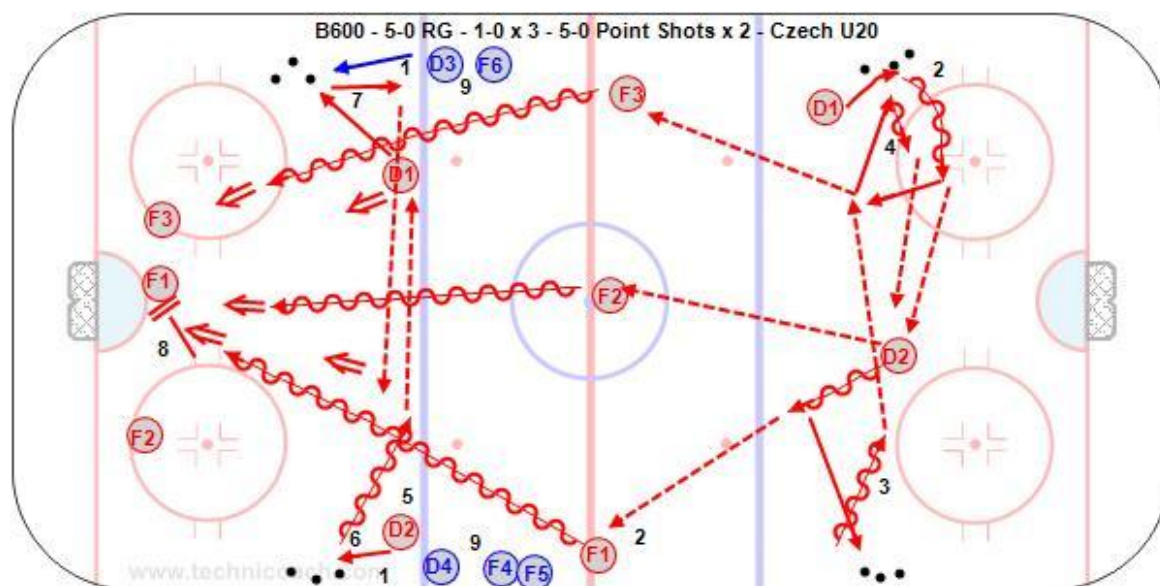 B600 - 5-0 RG - 1-0 x 3 - 5-0 Point Shots x 2 - Czech U20
D3 F6
1
2
9
7
F3
D1
4
D1
F3
F1
F2
8
D2
F2
5
3
6
D2
9
2
F1
D4
F4
F5
1
www.technicoach.com